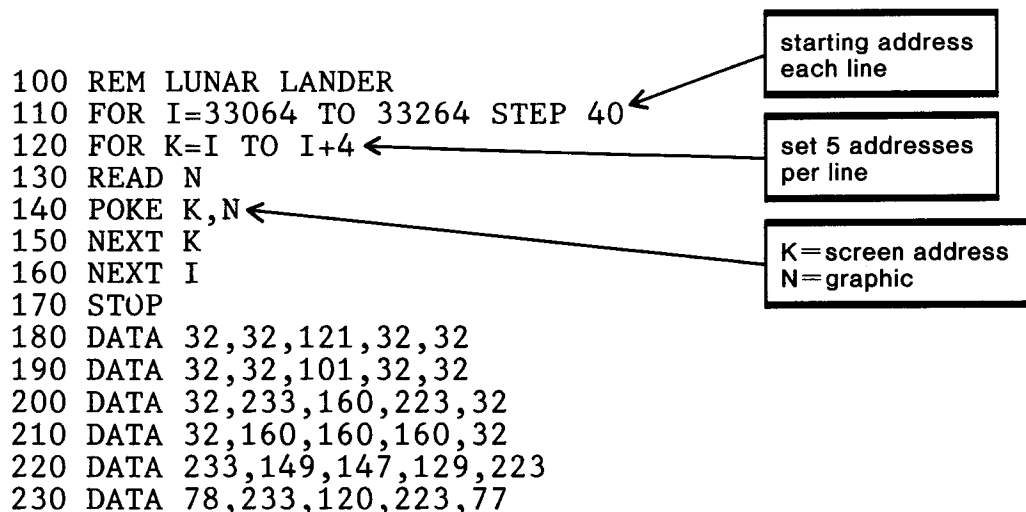 100 REM LUNAR LANDER
110 FOR I=33064 TO 33264 STEP 40
120 FOR K=I TO I+4
130 READ N
140 POKE K,N
150 NEXT K
160 NEXT I
170 STOP
180 DATA 32,32,121,32,32
190 DATA 32,32,101,32,32
200 DATA 32,233,160,223,32
210 DATA 32,160,160,160,32
220 DATA 233,149,147,129,223
230 DATA 78,233,120,223,77
starting address
each line
set 5 addresses
per line
K=screen address
N=graphic